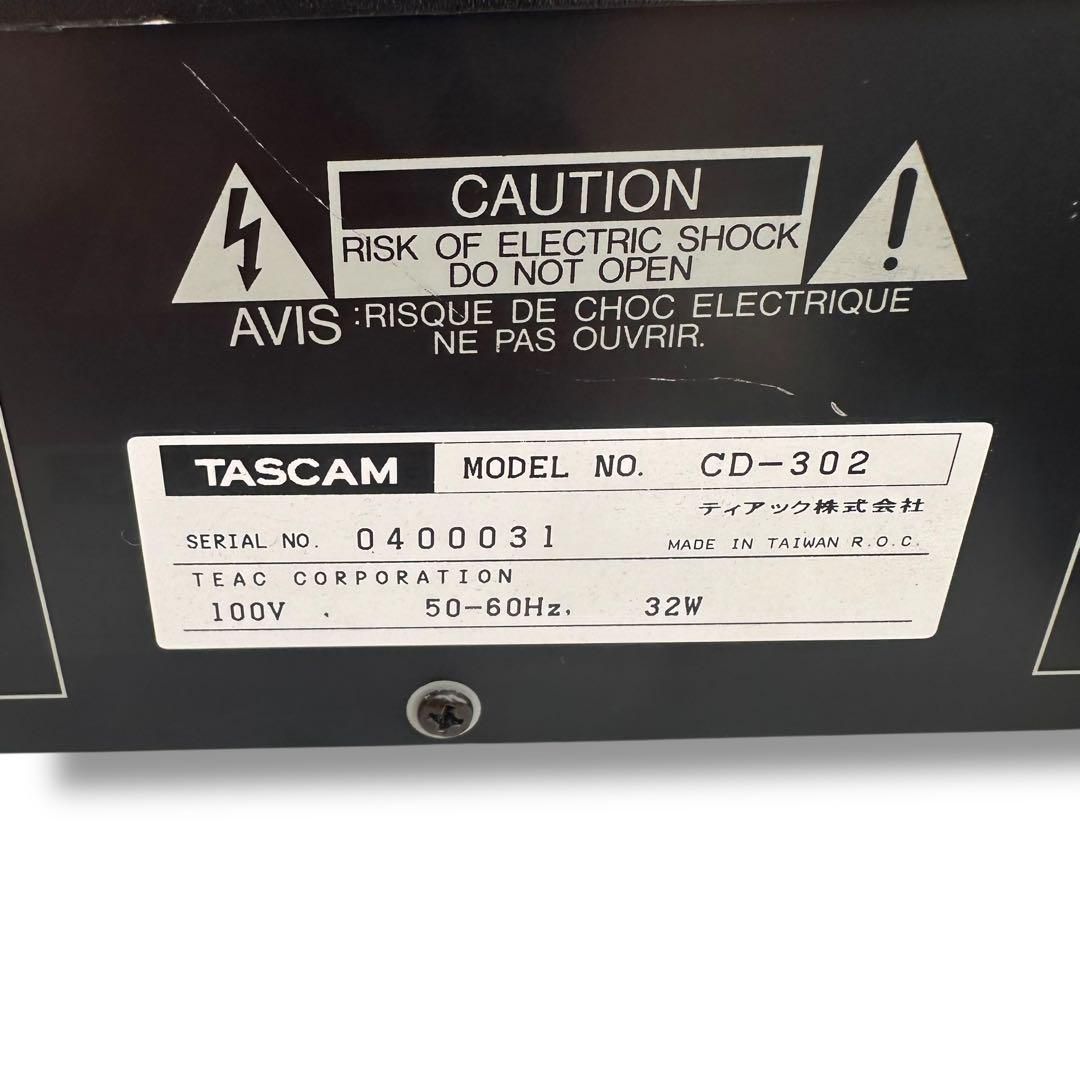 CAUTION
RISK OF ELECTRIC SHOCK
DO NOT OPEN
AVIS :RISQUE DE CHOC ELECTRIQUE
NE PAS OUVRIR.
TASCAM MODEL NO. CD-302
ティアック株式会社
SERIAL NO. 0400031 MADE IN TAIWAN R.O.C.
TEAC CORPORATION
100V . 50-60Hz. 32W